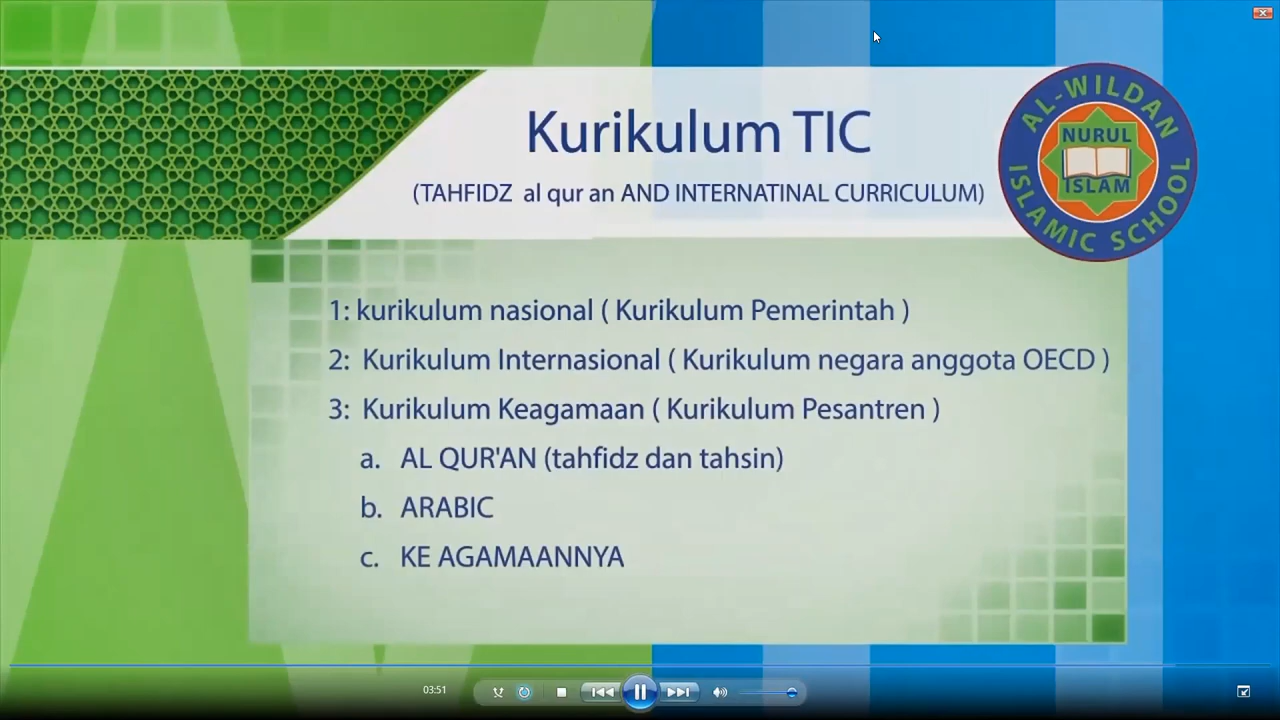 Kurikulum TIC
(TAHFIDZ al qur an AND INTERNATINAL CURRICULUM)
AL-WILDAN
NURUL
ISLAM
ISLAMIC SCHOOL
1: kurikulum nasional ( Kurikulum Pemerintah )
2: Kurikulum Internasional ( Kurikulum negara anggota OECD )
3: Kurikulum Keagamaan ( Kurikulum Pesantren )
a. AL QUR'AN (tahfidz dan tahsin)
b. ARABIC
c. KE AGAMAANNYA
03:51